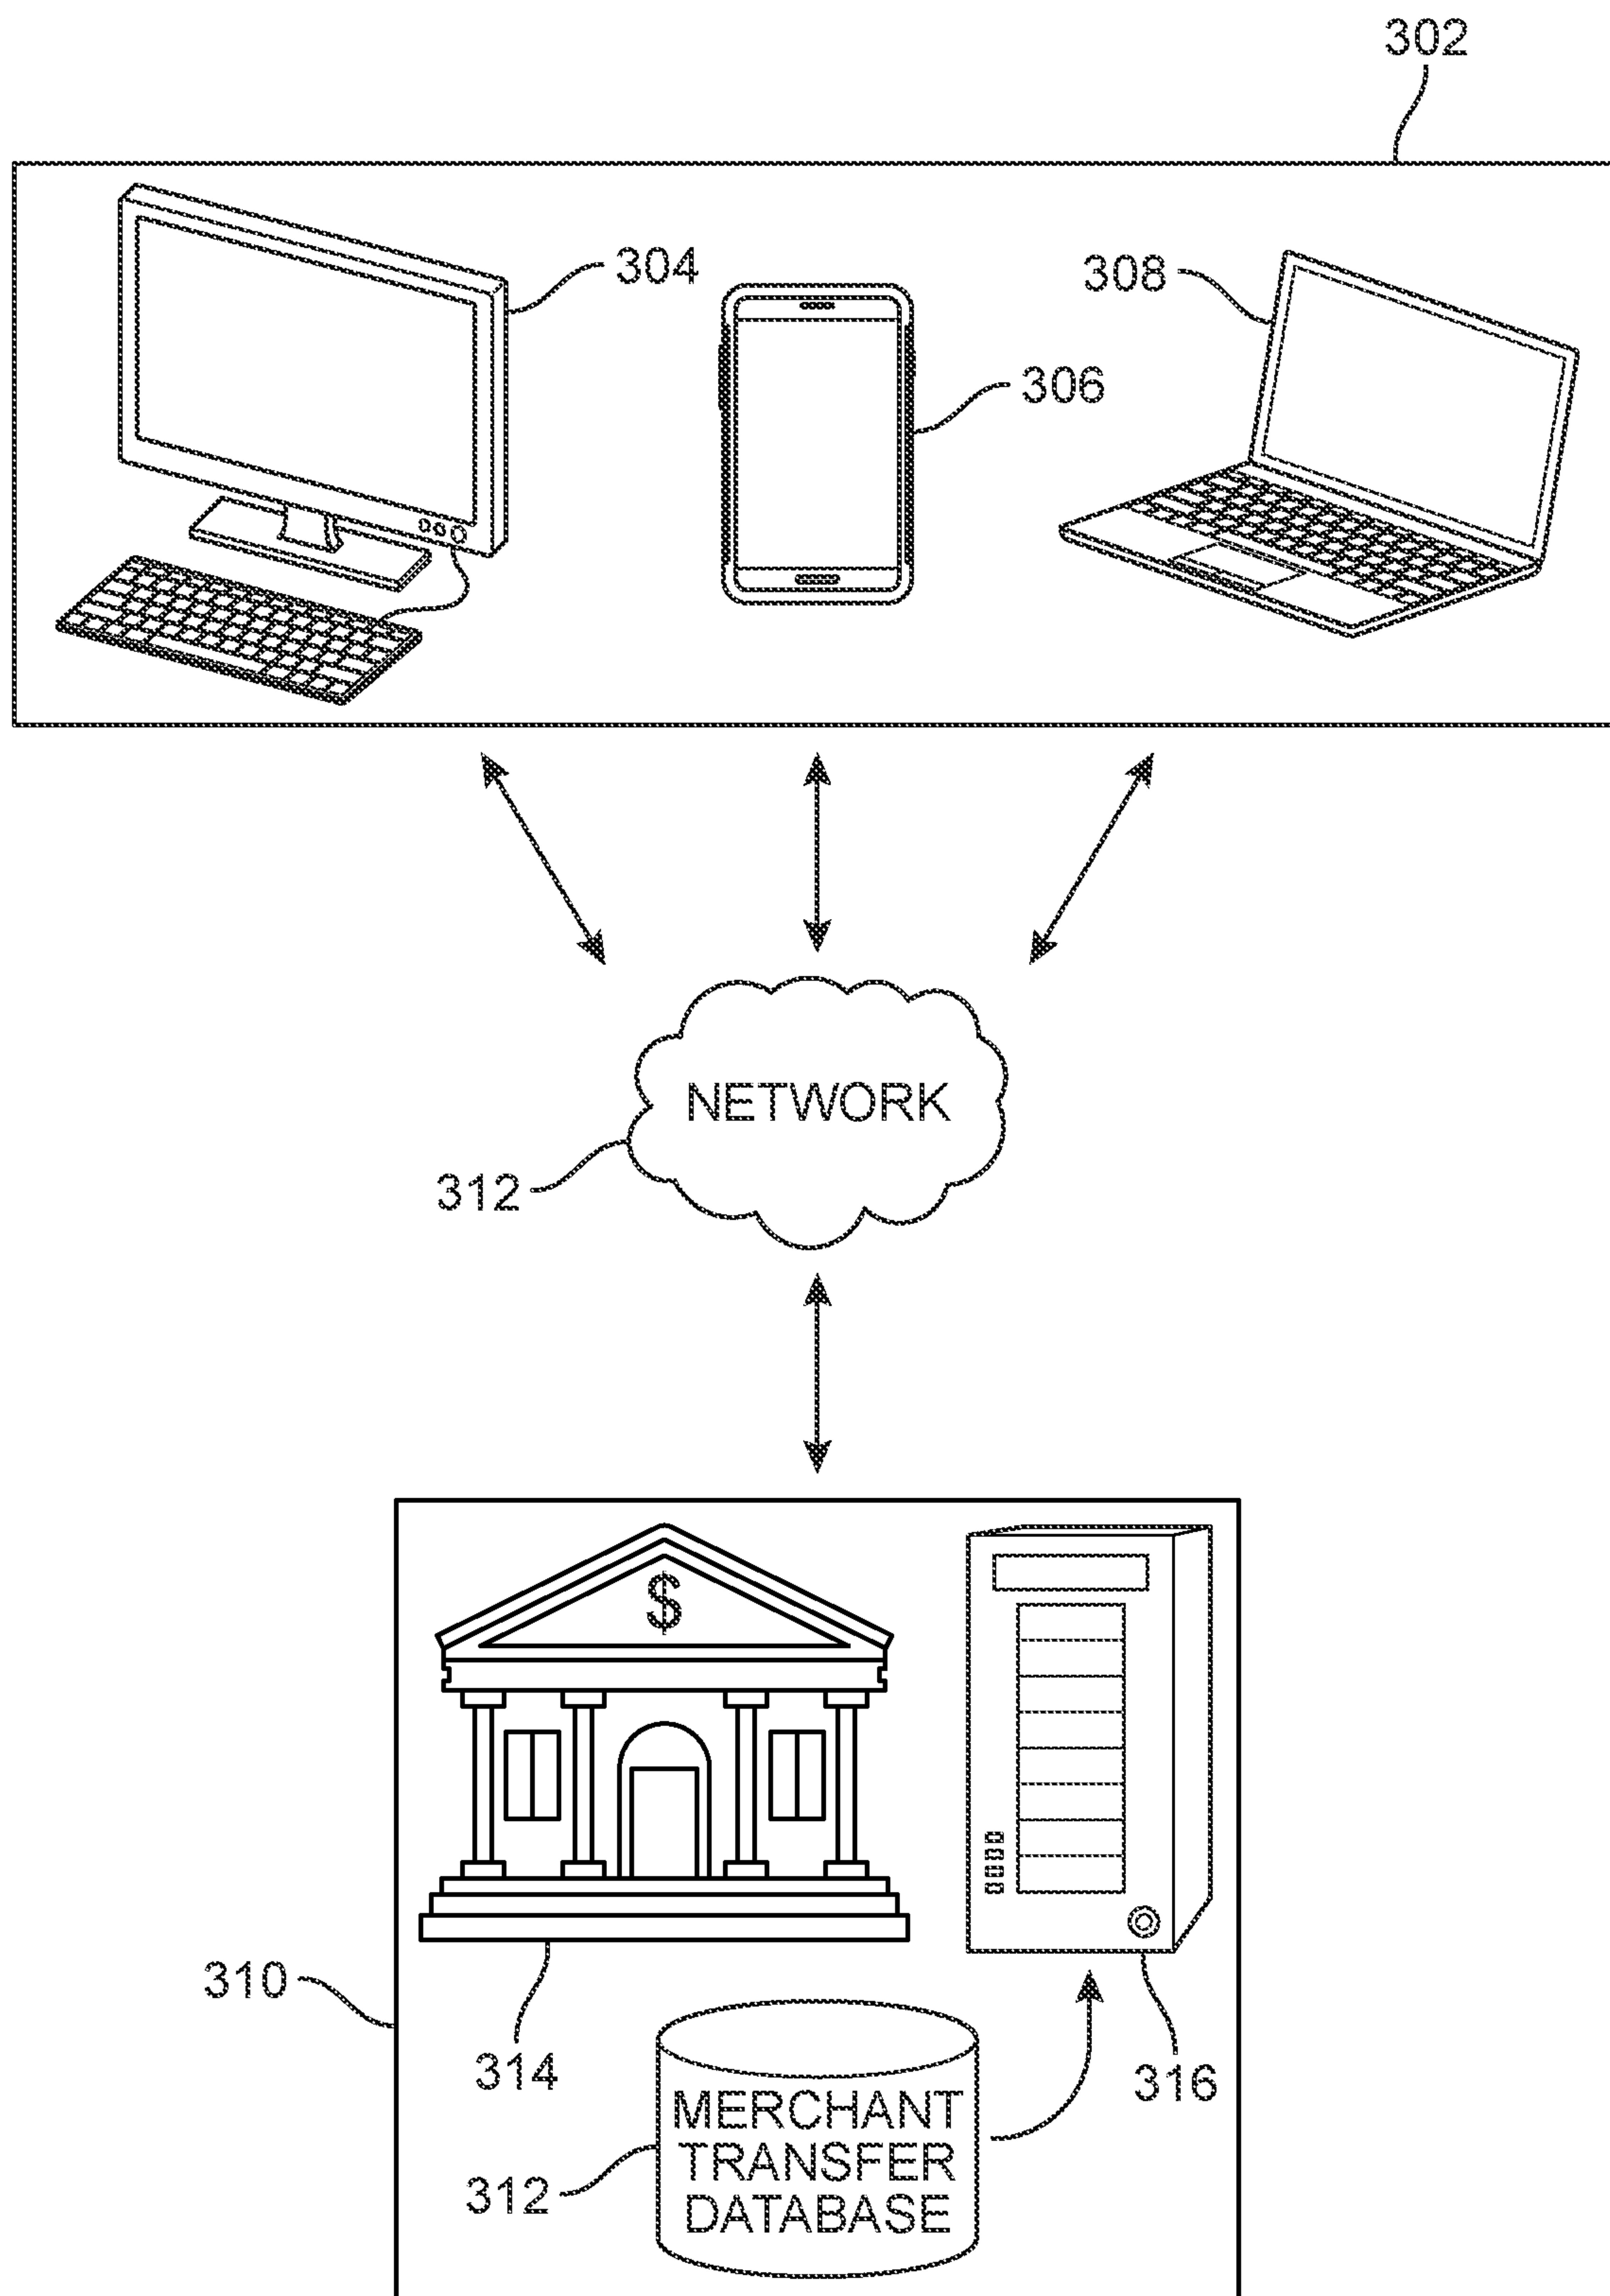 302
304
308
306
NETWORK
312
$
310
314
316
MERCHANT
TRANSFER
DATABASE
312